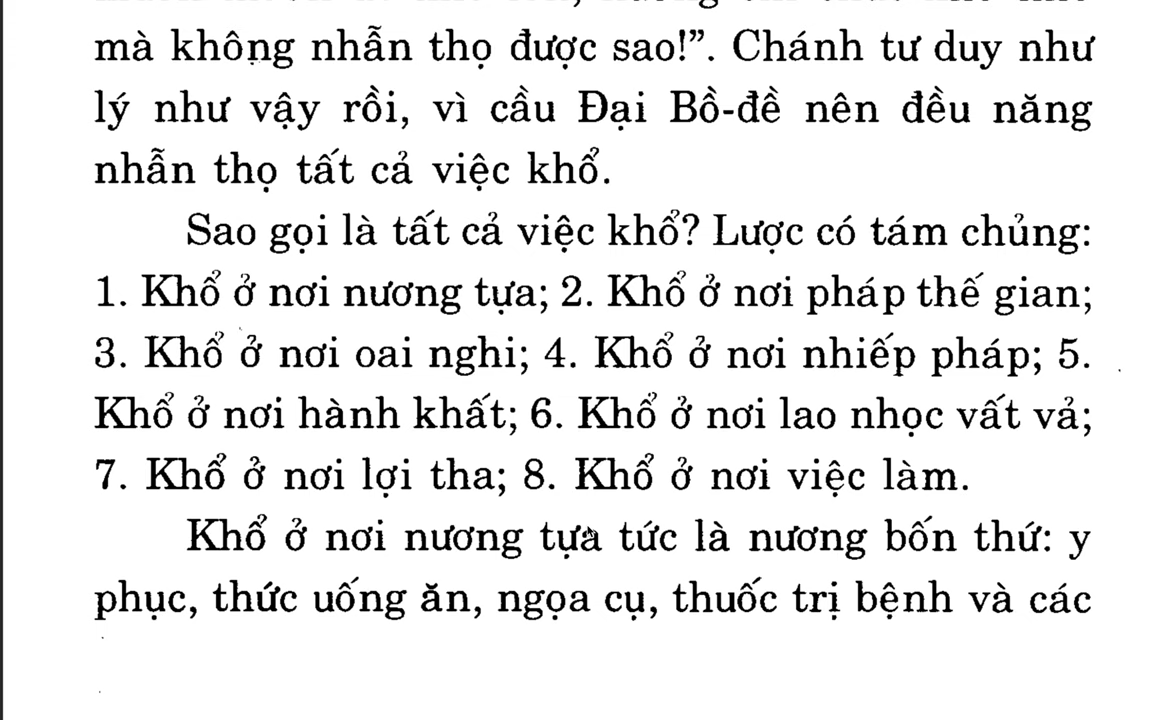 mà không nhẫn thọ được sao!”. Chánh tư duy như
lý như vậy rồi, vì cầu Đại Bồ-đề nên đều năng
nhẫn thọ tất cả việc khổ.
Sao gọi là tất cả việc khổ? Lược có tám chủng:
1. Khổ ở nơi nương tựa; 2. Khổ ở nơi pháp thế gian;
3. Khổ ở nơi oai nghi; 4. Khổ ở nơi nhiếp pháp; 5.
Khổ ở nơi hành khất; 6. Khổ ở nơi lao nhọc vất vả;
7. Khổ ở nơi lợi tha; 8. Khổ ở nơi việc làm.
Khổ ở nơi nương tựa tức là nương bốn thứ: y
phục, thức uống ăn, ngọa cụ, thuốc trị bệnh và các